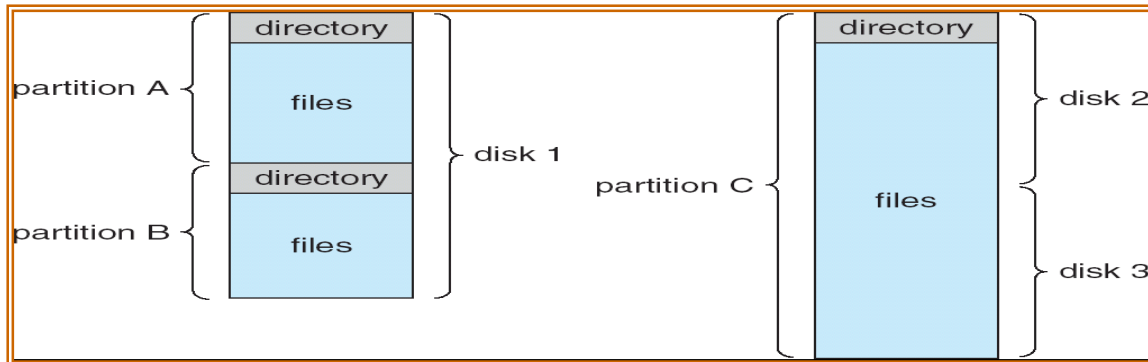 directory
partition A
files
disk 1
directory
partition B
files
directory
disk 2
partition C
files
disk 3